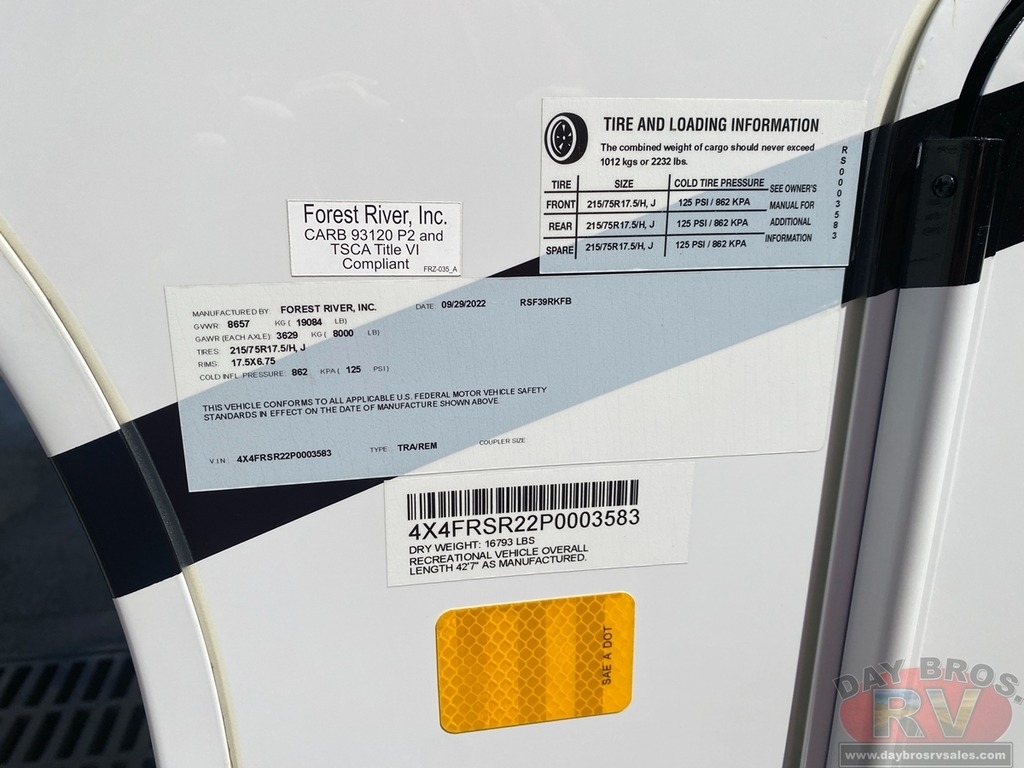 TIRE AND LOADING INFORMATION
The combined weight of cargo should never exceed
1012 kgs or 2232 lbs.
TIRE SIZE COLD TIRE PRESSURE
FRONT 215/75R17.5/H, J 125 PSI / 862 KPA
REAR 215/75R17.5/H, J 125 PSI / 862 KPA
SPARE 215/75R17.5/H, J 125 PSI / 862 KPA
SEE OWNER'S
MANUAL FOR
ADDITIONAL
INFORMATION
RS0003583
Forest River, Inc.
CARB 93120 P2 and
TSCA Title VI
Compliant
FRZ-035_A
MANUFACTURED BY: FOREST RIVER, INC. DATE: 09/29/2022 RSF39RKFB
GVWR: 8657 KG ( 19084 LB)
GAWR (EACH AXLE): 3629 KG ( 8000 LB)
TIRES: 215/75R17.5/H, J
RIMS: 17.5X6.75
COLD INFL. PRESSURE: 862 KPA ( 125 PSI)
THIS VEHICLE CONFORMS TO ALL APPLICABLE U.S. FEDERAL MOTOR VEHICLE SAFETY
STANDARDS IN EFFECT ON THE DATE OF MANUFACTURE SHOWN ABOVE.
V.I.N.: 4X4FRSR22P0003583 TYPE: TRA/REM COUPLER SIZE:
4X4FRSR22P0003583
DRY WEIGHT: 16793 LBS
RECREATIONAL VEHICLE OVERALL
LENGTH 42'7" AS MANUFACTURED.
SAE A DOT
DAY BROS.
RV
www.daybrosrvsales.com